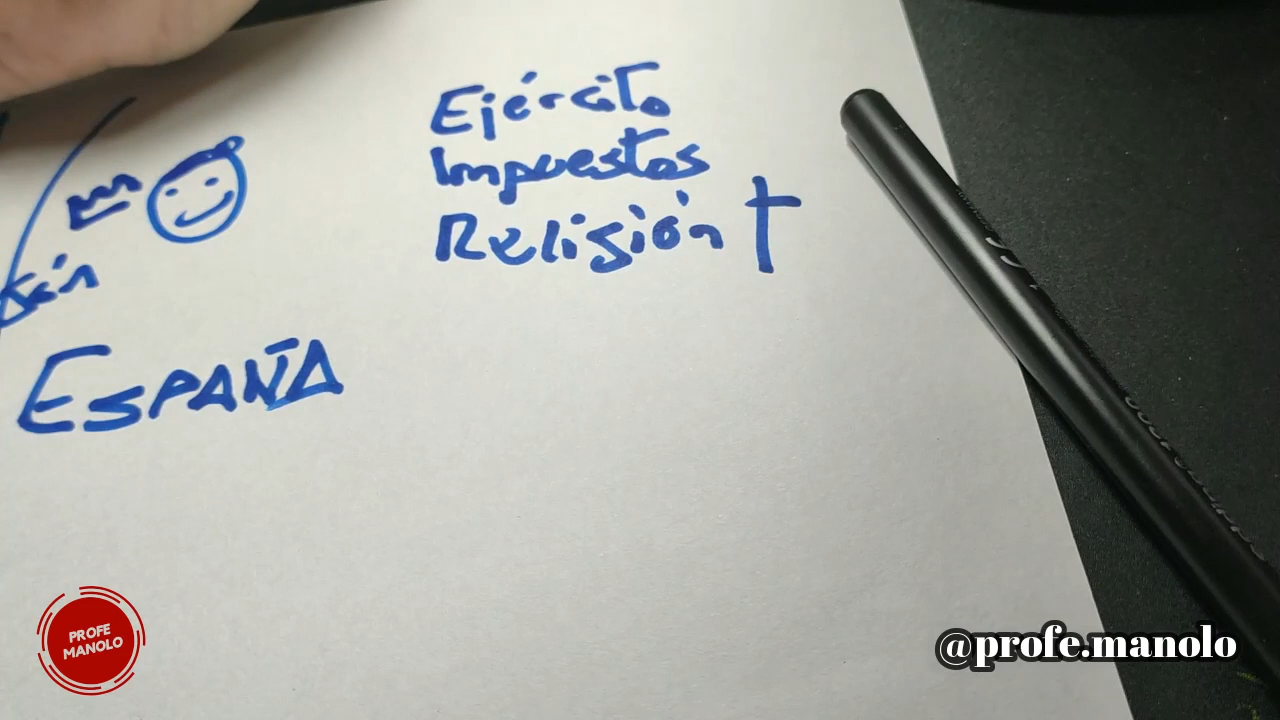 Ejército
Impuestos
Religión
ESPAÑA
PROFE
MANOLO
@profe.manolo